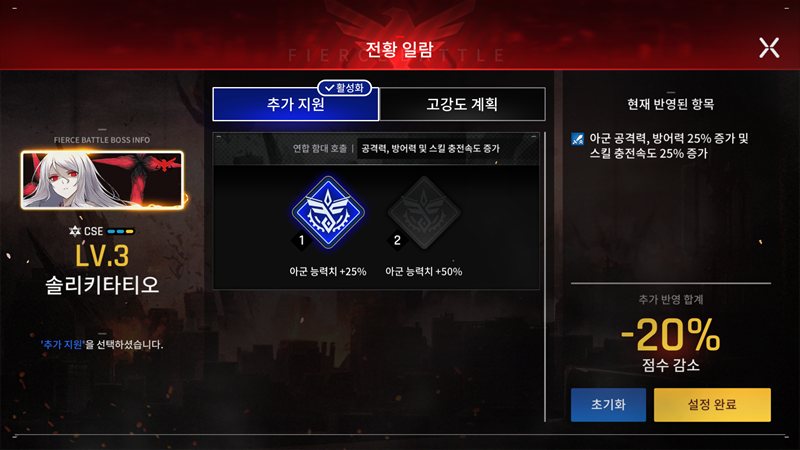 FIERCE BATTLE
전황 일람
FIERCE BATTLE BOSS INFO
CSE
LV.3
솔리키타티오
'추가 지원'을 선택하셨습니다.
활성화
추가 지원
고강도 계획
연합 함대 호출 | 공격력, 방어력 및 스킬 충전속도 증가
1
2
아군 능력치 +25%
아군 능력치 +50%
현재 반영된 항목
아군 공격력, 방어력 25% 증가 및
스킬 충전속도 25% 증가
추가 반영 합계
-20%
점수 감소
초기화
설정 완료